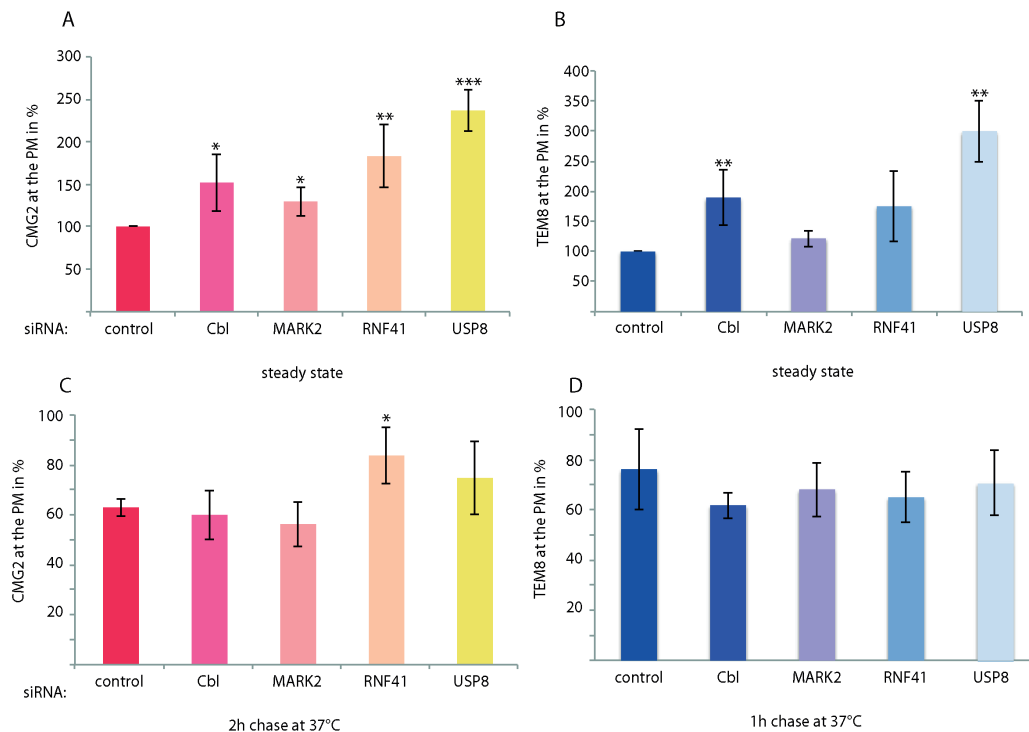 A
CMG2 at the PM in %
300
250
200
150
100
50
*
*
**
***
siRNA: control Cbl MARK2 RNF41 USP8
steady state
B
TEM8 at the PM in %
400
350
300
250
200
150
100
50
**
**
control Cbl MARK2 RNF41 USP8
steady state
C
CMG2 at the PM in %
100
80
60
40
20
*
siRNA: control Cbl MARK2 RNF41 USP8
2h chase at 37°C
D
TEM8 at the PM in %
100
80
60
40
20
control Cbl MARK2 RNF41 USP8
1h chase at 37°C